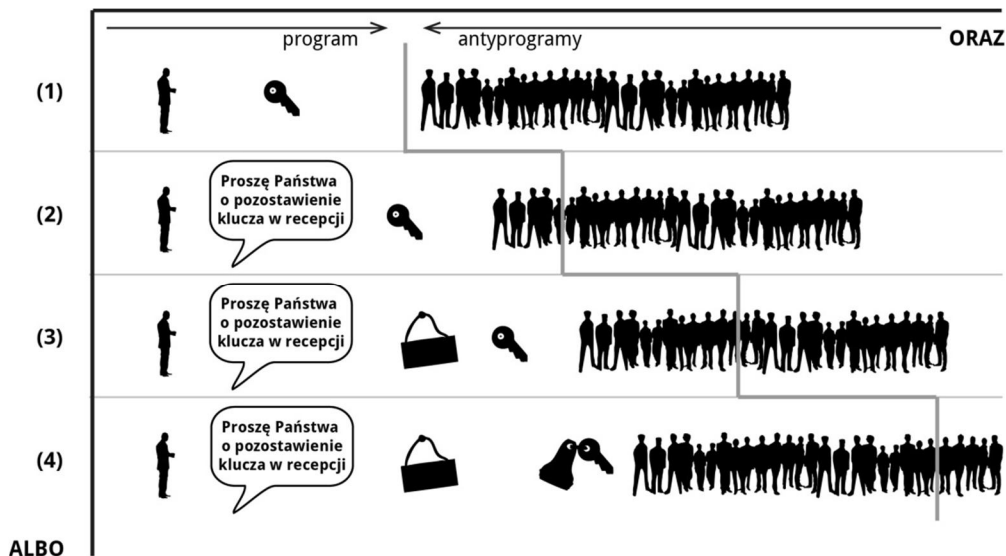 program
antyprogramy
ORAZ
(1)
(2)
Proszę Państwa
o pozostawienie
klucza w recepcji
(3)
Proszę Państwa
o pozostawienie
klucza w recepcji
(4)
Proszę Państwa
o pozostawienie
klucza w recepcji
ALBO